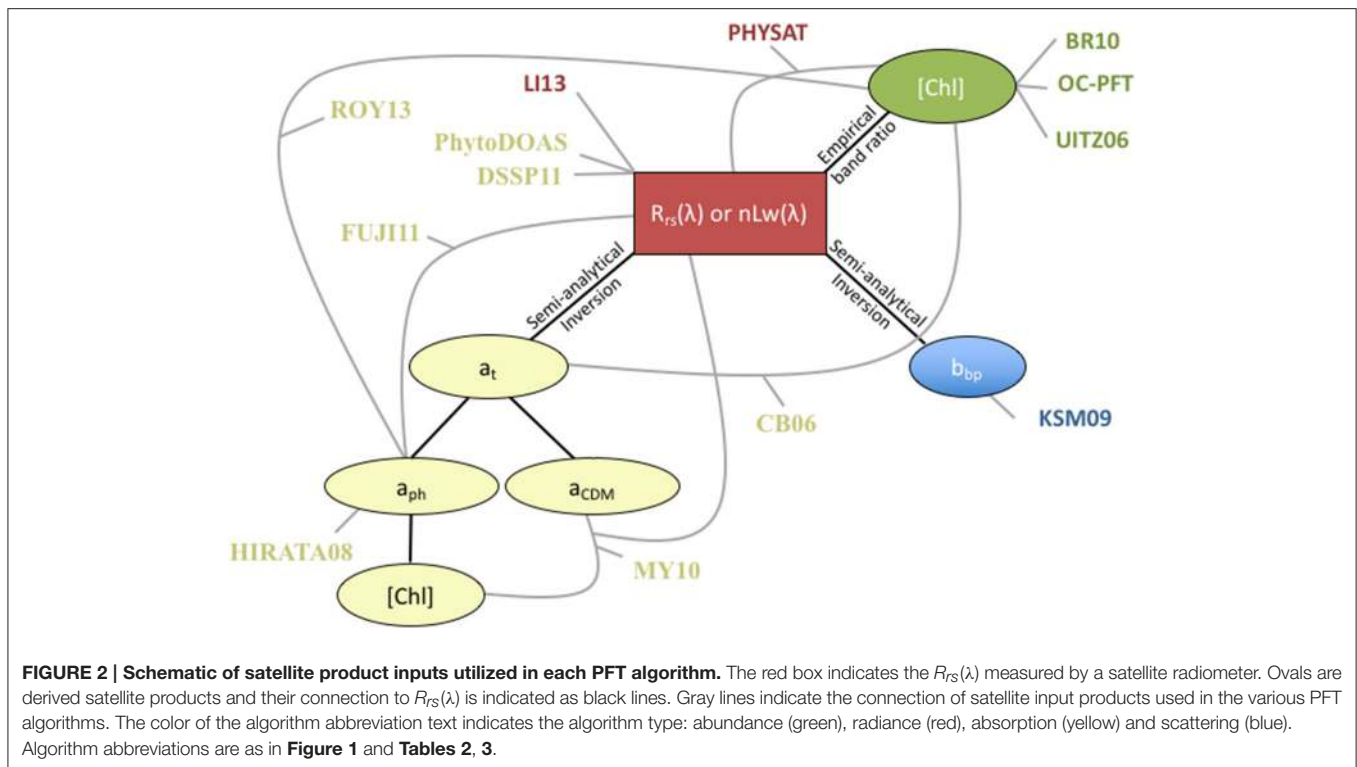 PHYSAT
BR10
LI13
[Chl]
OC-PFT
ROY13
UITZ06
PhytoDOAS
DSSP11
Empirical
band ratio
Rrs(λ) or nLw(λ)
FUJI11
Semi-analytical
Inversion
Semi-analytical
Inversion
at
bbp
CB06
KSM09
aph
aCDM
HIRATA08
MY10
[Chl]
FIGURE 2 | Schematic of satellite product inputs utilized in each PFT algorithm. The red box indicates the Rrs(λ) measured by a satellite radiometer. Ovals are
derived satellite products and their connection to Rrs(λ) is indicated as black lines. Gray lines indicate the connection of satellite input products used in the various PFT
algorithms. The color of the algorithm abbreviation text indicates the algorithm type: abundance (green), radiance (red), absorption (yellow) and scattering (blue).
Algorithm abbreviations are as in Figure 1 and Tables 2, 3.